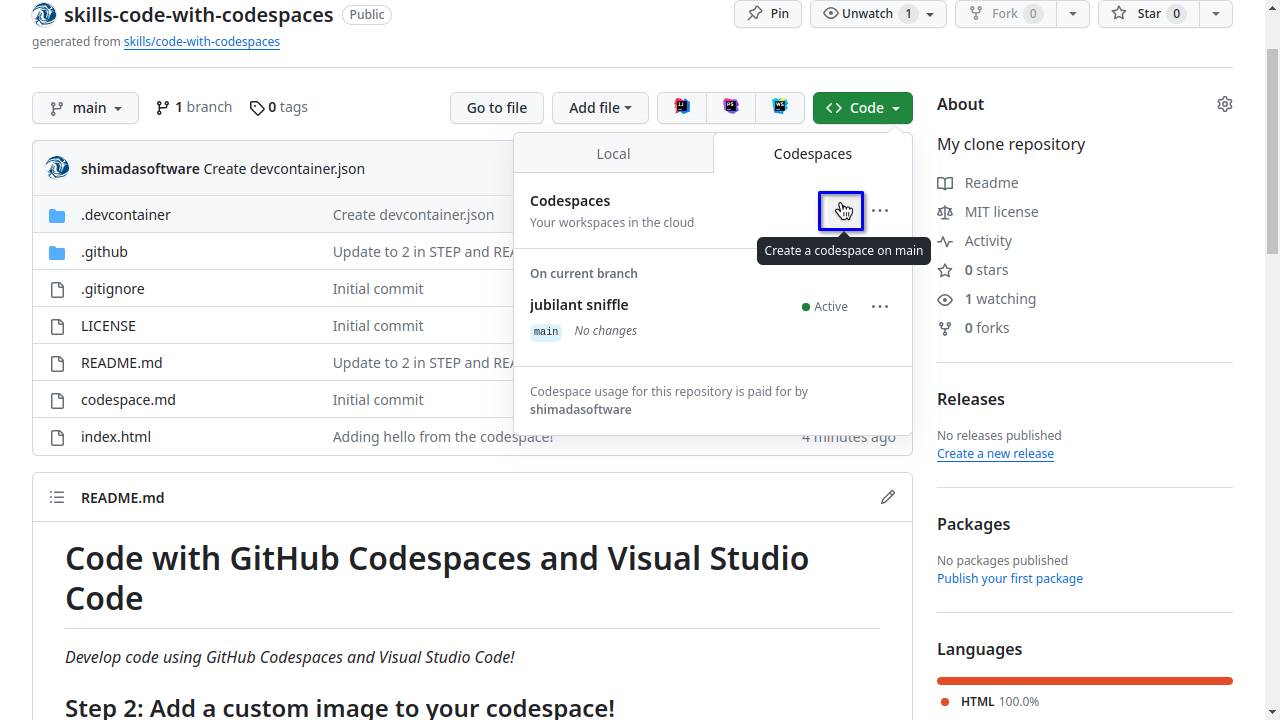 skills-code-with-codespaces Public
Pin Unwatch 1 Fork 0 Star 0
generated from skills/code-with-codespaces
main 1 branch 0 tags
Go to file Add file Code
shimadasoftware Create devcontainer.json
.devcontainer Create devcontainer.json
.github Update to 2 in STEP and REA
.gitignore Initial commit
LICENSE Initial commit
README.md Update to 2 in STEP and REA
codespace.md Initial commit
index.html Adding hello from the codespace! 4 minutes ago
Local Codespaces
Codespaces
Your workspaces in the cloud
Create a codespace on main
On current branch
jubilant sniffle Active
main No changes
Codespace usage for this repository is paid for by
shimadasoftware
README.md
Code with GitHub Codespaces and Visual Studio
Code
Develop code using GitHub Codespaces and Visual Studio Code!
Step 2: Add a custom image to your codespace!
About
My clone repository
Readme
MIT license
Activity
0 stars
1 watching
0 forks
Releases
No releases published
Create a new release
Packages
No packages published
Publish your first package
Languages
HTML 100.0%